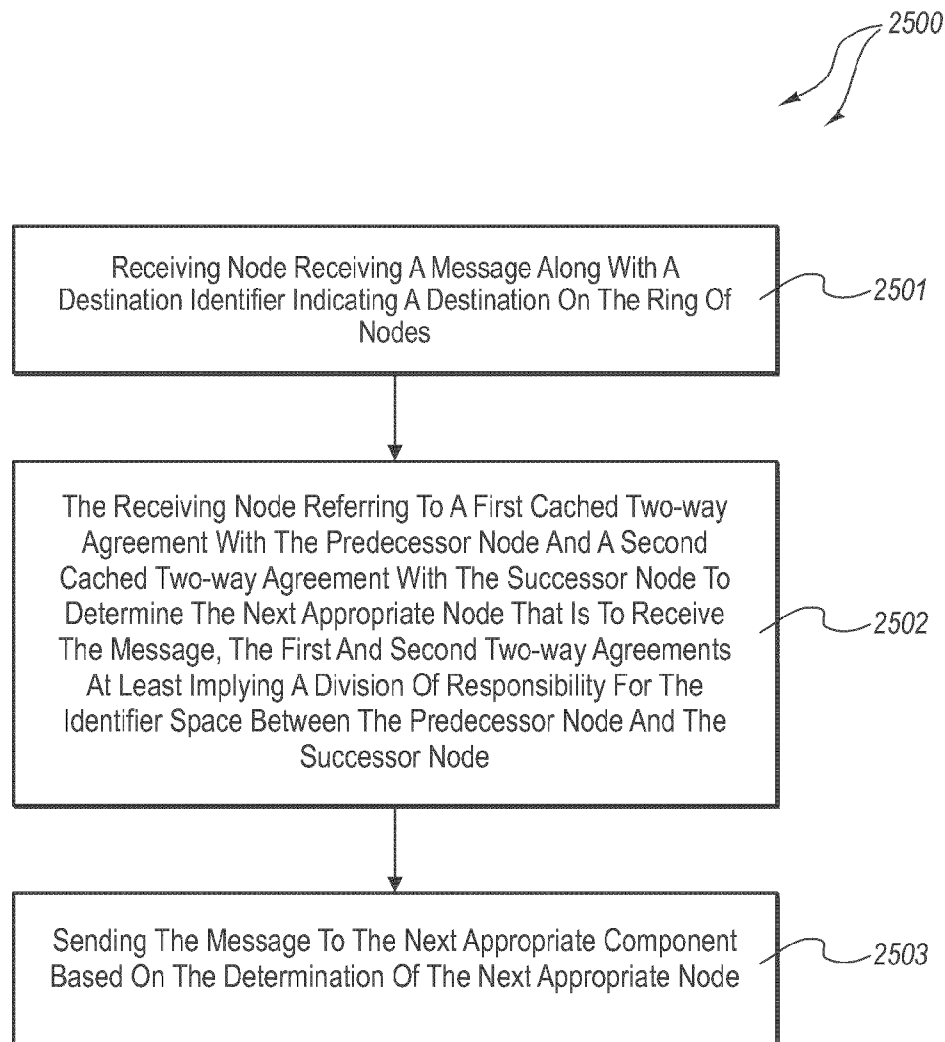 2500
Receiving Node Receiving A Message Along With A
Destination Identifier Indicating A Destination On The Ring Of
Nodes
2501
The Receiving Node Referring To A First Cached Two-way
Agreement With The Predecessor Node And A Second
Cached Two-way Agreement With The Successor Node To
Determine The Next Appropriate Node That Is To Receive
The Message, The First And Second Two-way Agreements
At Least Implying A Division Of Responsibility For The
Identifier Space Between The Predecessor Node And The
Successor Node
2502
Sending The Message To The Next Appropriate Component
Based On The Determination Of The Next Appropriate Node
2503